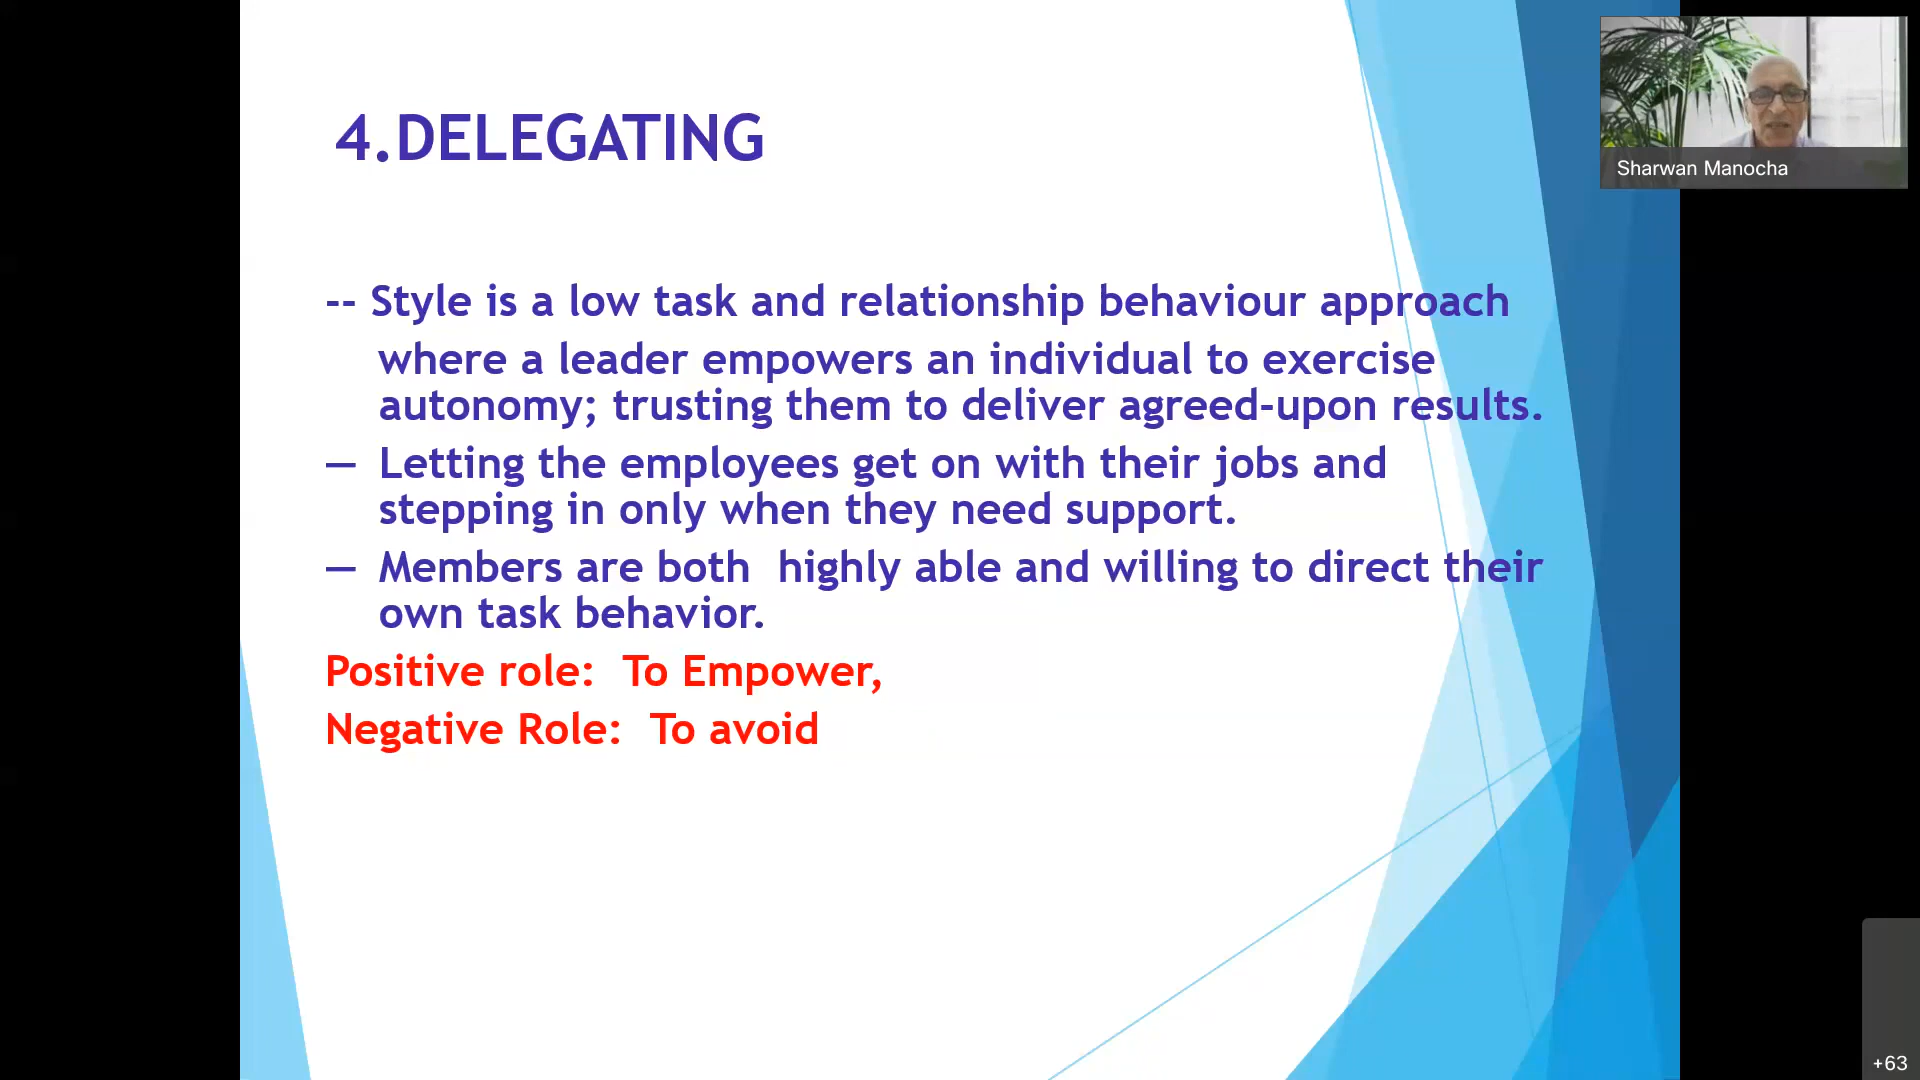 4.DELEGATING
Sharwan Manocha
-- Style is a low task and relationship behaviour approach
where a leader empowers an individual to exercise
autonomy; trusting them to deliver agreed-upon results.
— Letting the employees get on with their jobs and
stepping in only when they need support.
— Members are both  highly able and willing to direct their
own task behavior.
Positive role:  To Empower,
Negative Role:  To avoid
+63